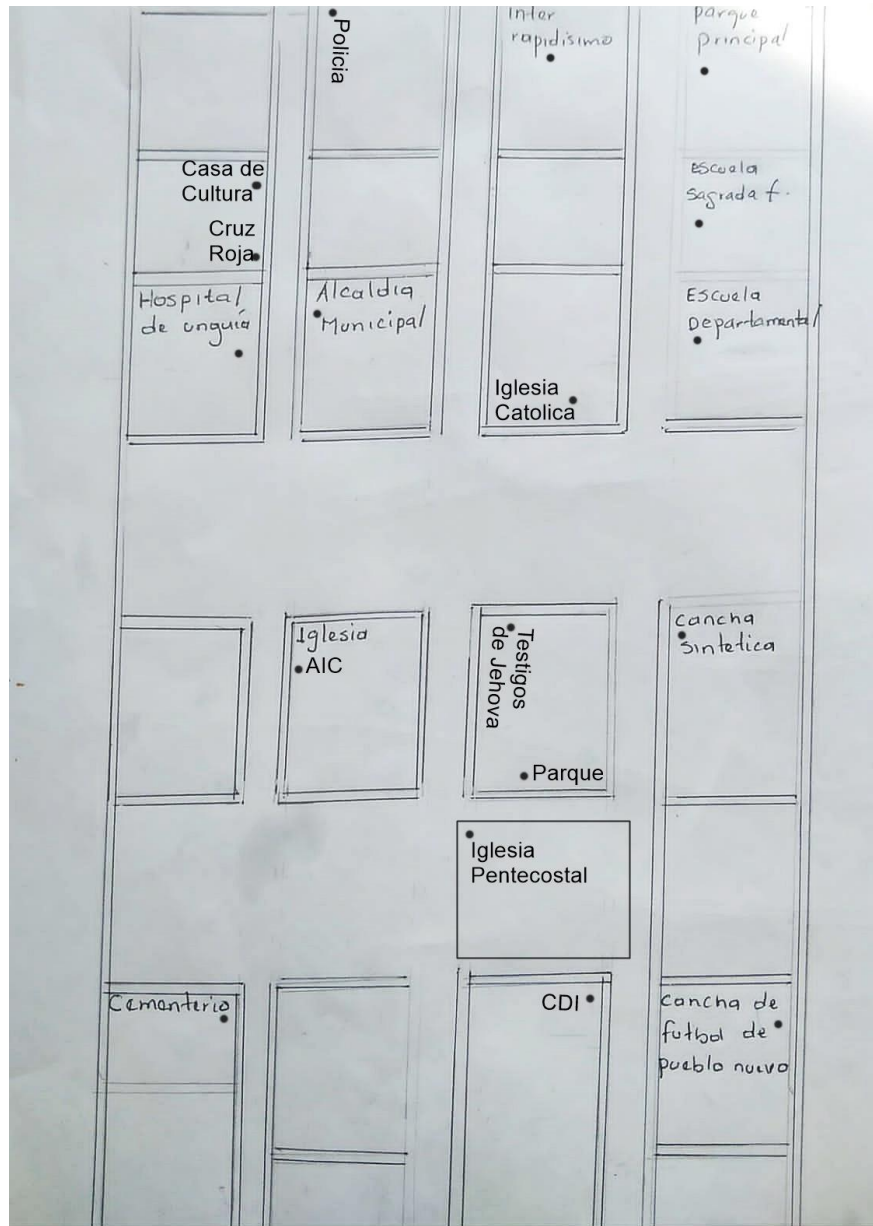 Policia
Inter
rapidisimo
parque
principal
Casa de
Cultura
Cruz
Roja
Escuela
Sagrada f.
Hospital
de unguia
Alcaldia
Municipal
Iglesia
Catolica
Escuela
Departamental
Iglesia
AIC
Testigos
de Jehova
Cancha
Sintetica
Parque
Iglesia
Pentecostal
Cementerio
CDI
Cancha de
futbol de
pueblo nuevo